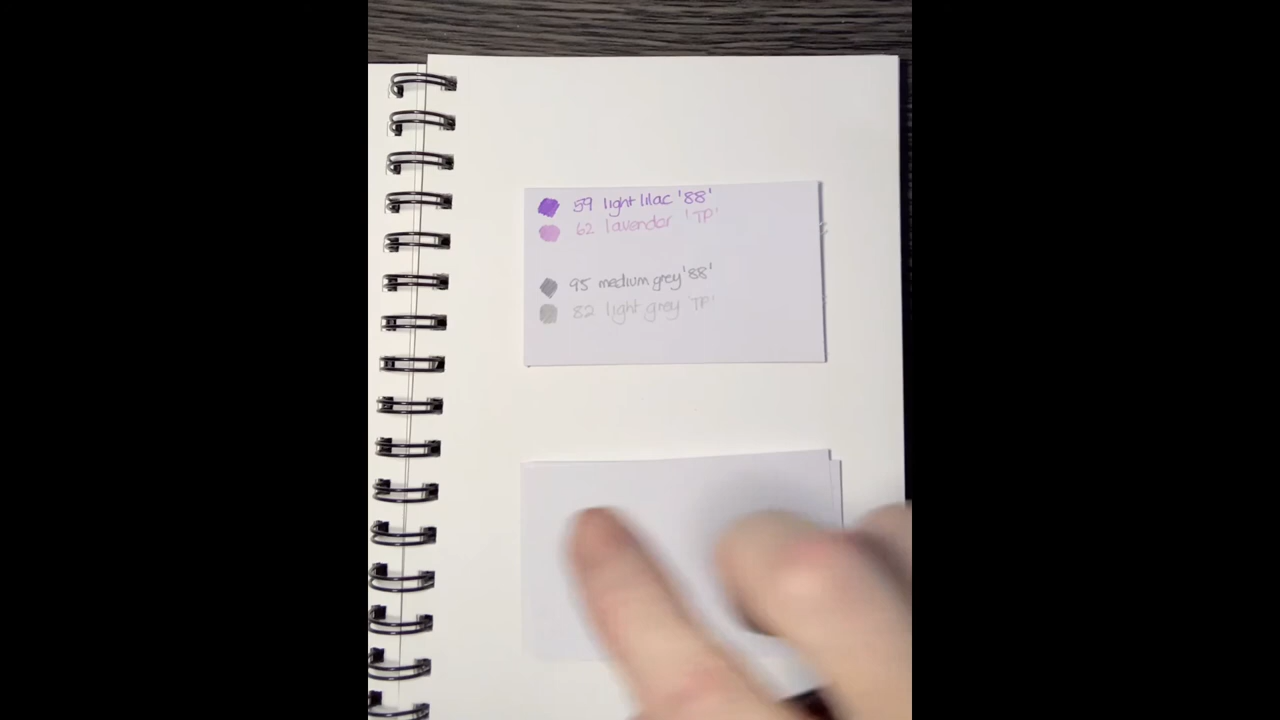 59 light lilac '88'
62 lavender 'TP'
95 medium grey '88'
82 light grey 'TP'